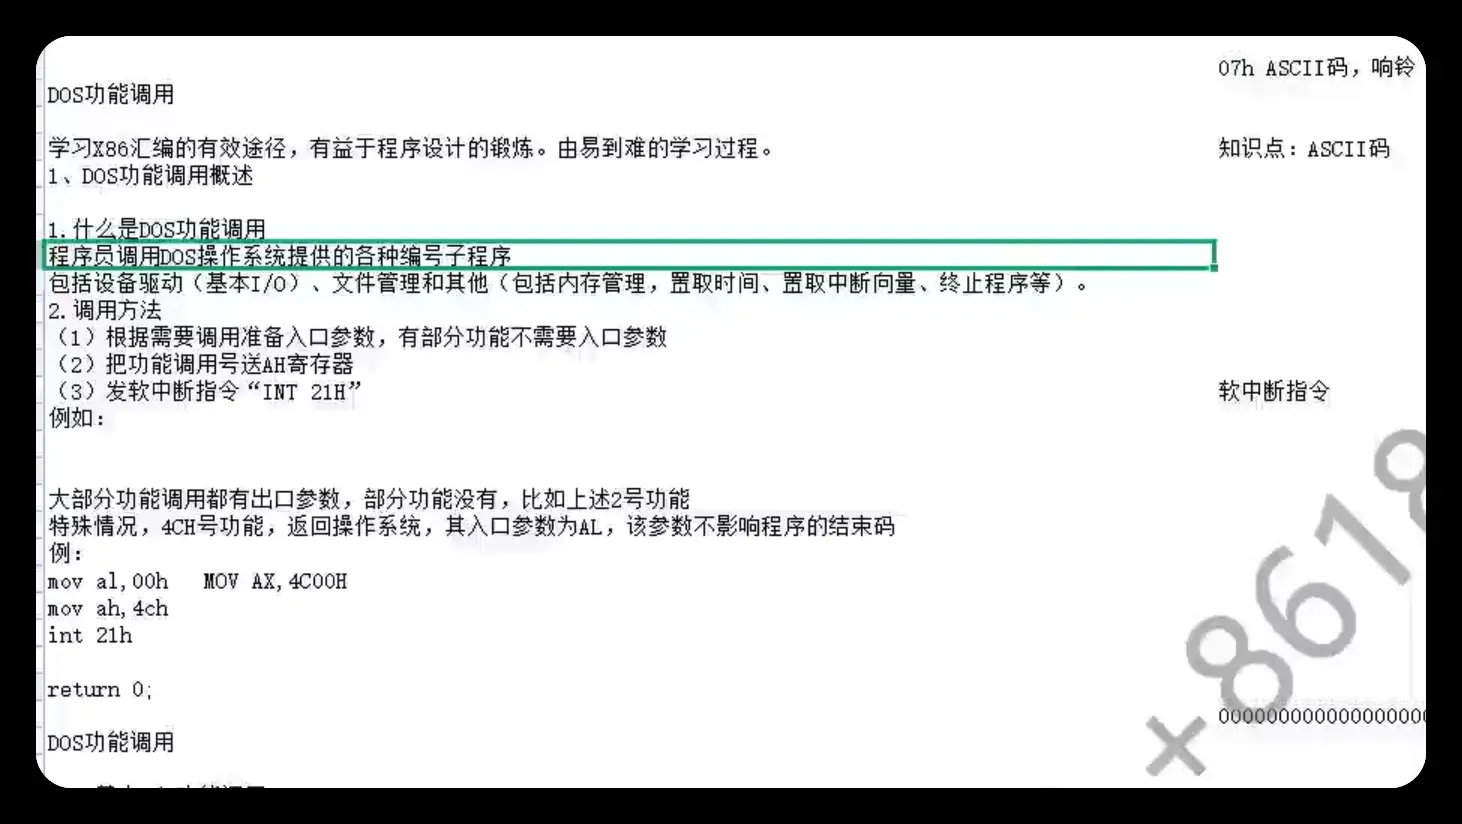 07h ASCII码，响铃
DOS功能调用
学习X86汇编的有效途径，有益于程序设计的锻炼。由易到难的学习过程。
知识点：ASCII码
1、DOS功能调用概述
1.什么是DOS功能调用
程序员调用DOS操作系统提供的各种编号子程序
包括设备驱动（基本I/O）、文件管理和其他（包括内存管理，置取时间、置取中断向量、终止程序等）。
2.调用方法
（1）根据需要调用准备入口参数，有部分功能不需要入口参数
（2）把功能调用号送AH寄存器
（3）发软中断指令“INT 21H”
软中断指令
例如：
大部分功能调用都有出口参数，部分功能没有，比如上述2号功能
特殊情况，4CH号功能，返回操作系统，其入口参数为AL，该参数不影响程序的结束码
例：
mov al,00h   MOV AX,4C00H
mov ah,4ch
int 21h
return 0;
000000000000000000
DOS功能调用
×8618